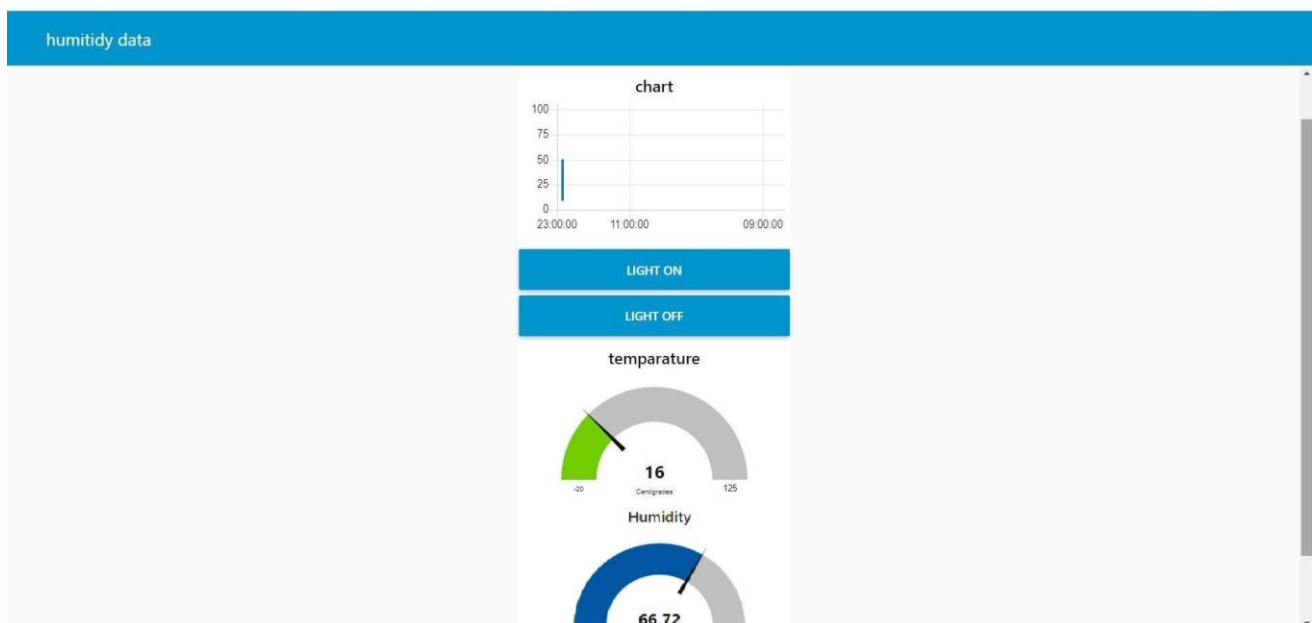 humitidy data
chart
100
75
50
25
0
23:00:00 11:00:00 09:00:00
LIGHT ON
LIGHT OFF
temparature
16
-20 Centigrades 125
Humidity
66.72